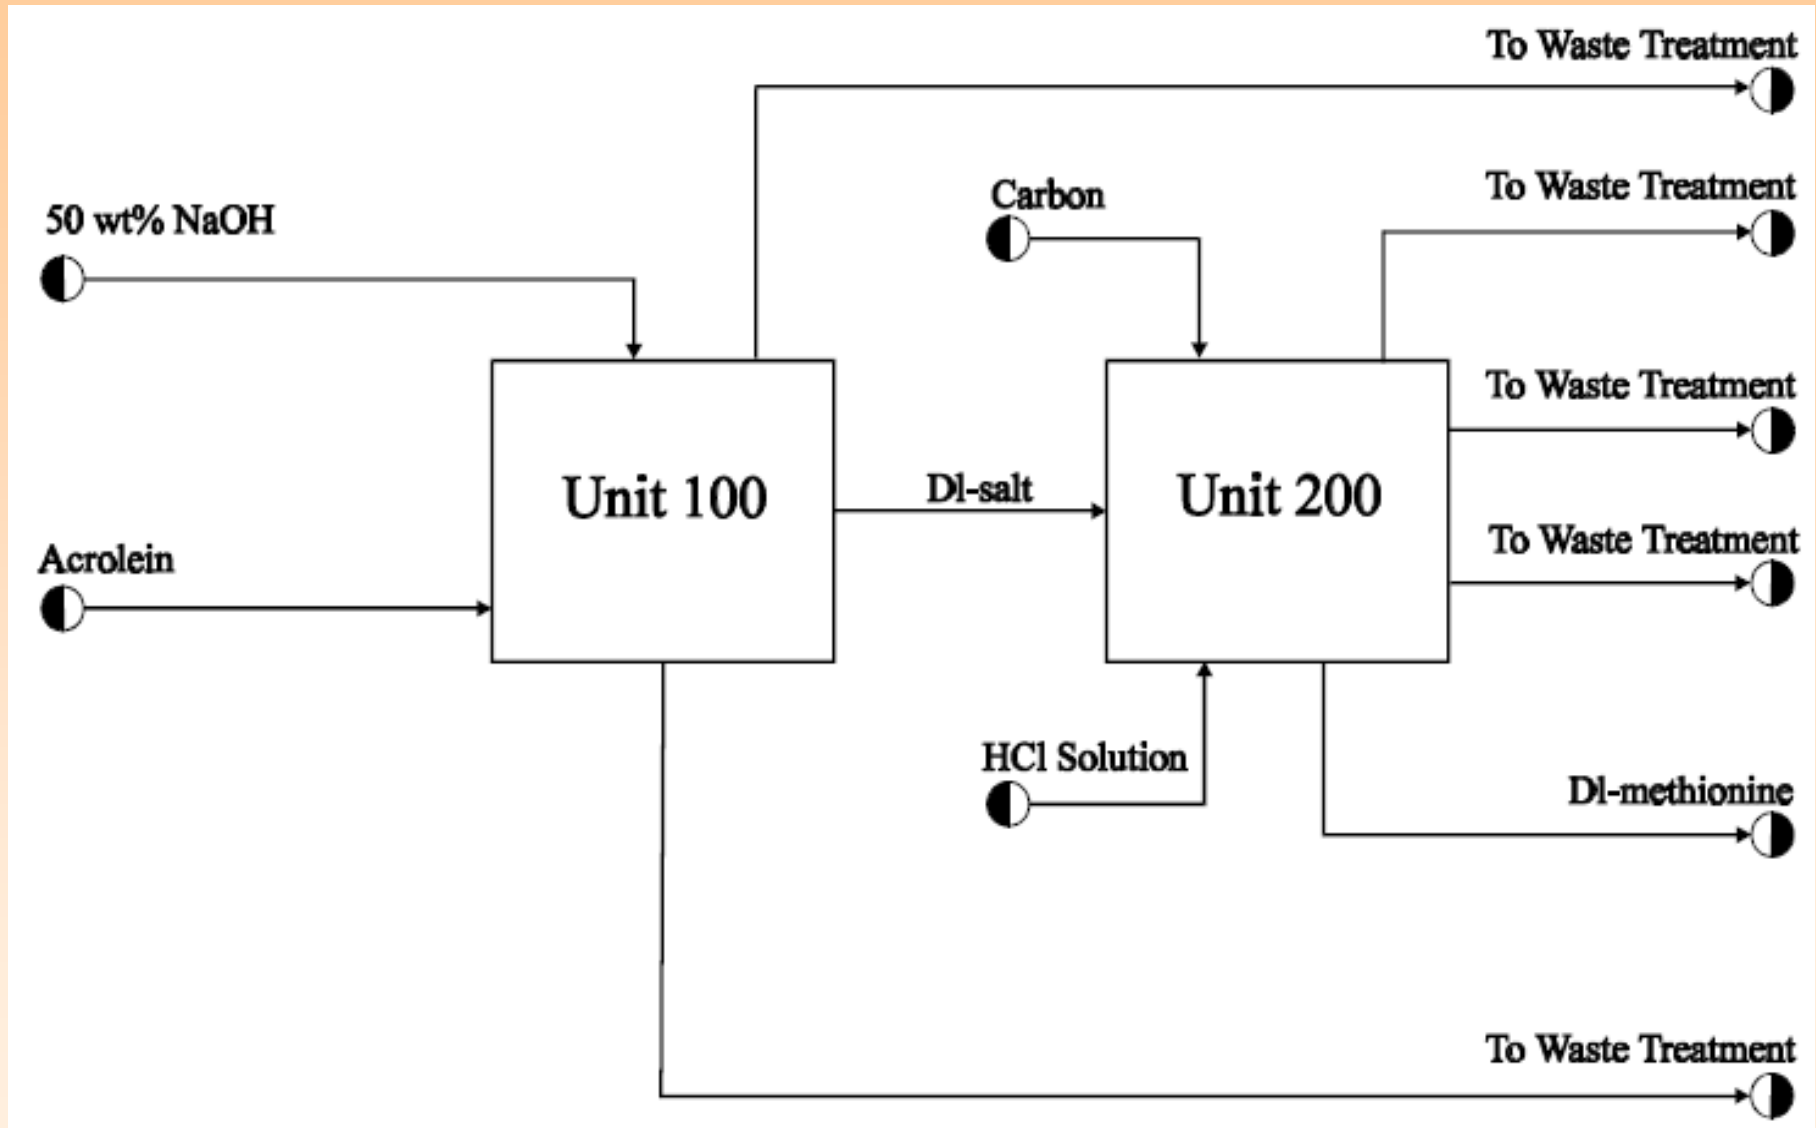 To Waste Treatment
To Waste Treatment
Carbon
50 wt% NaOH
To Waste Treatment
Unit 100
Dl-salt
Unit 200
To Waste Treatment
Acrolein
HCl Solution
Dl-methionine
To Waste Treatment